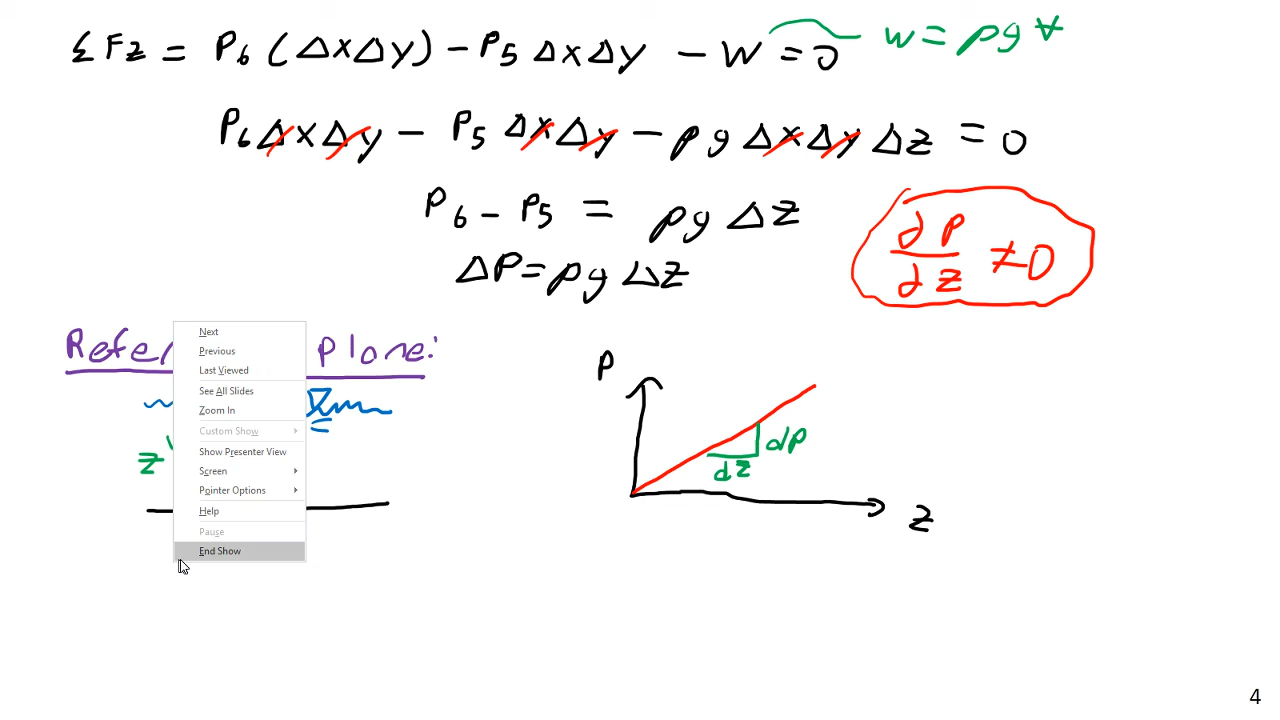 ΣFz = P6 (ΔxΔy) - P5 ΔxΔy - W = 0 W = ρg∀
P6 ΔxΔy - P5 ΔxΔy - ρg ΔxΔyΔz = 0
P6 - P5 = ρg Δz
ΔP = ρg Δz
dP/dz ≠ 0
Refer Plane:
Next
Previous
Last Viewed
See All Slides
Zoom In
Custom Show
Show Presenter View
Screen
Pointer Options
Help
Pause
End Show
z
P
dP
dz
z
4